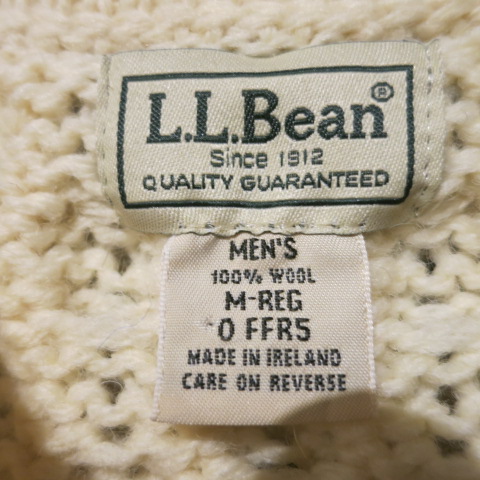 L.L.Bean®
Since 1912
QUALITY GUARANTEED
MEN'S
100% WOOL
M-REG
0 FFR5
MADE IN IRELAND
CARE ON REVERSE